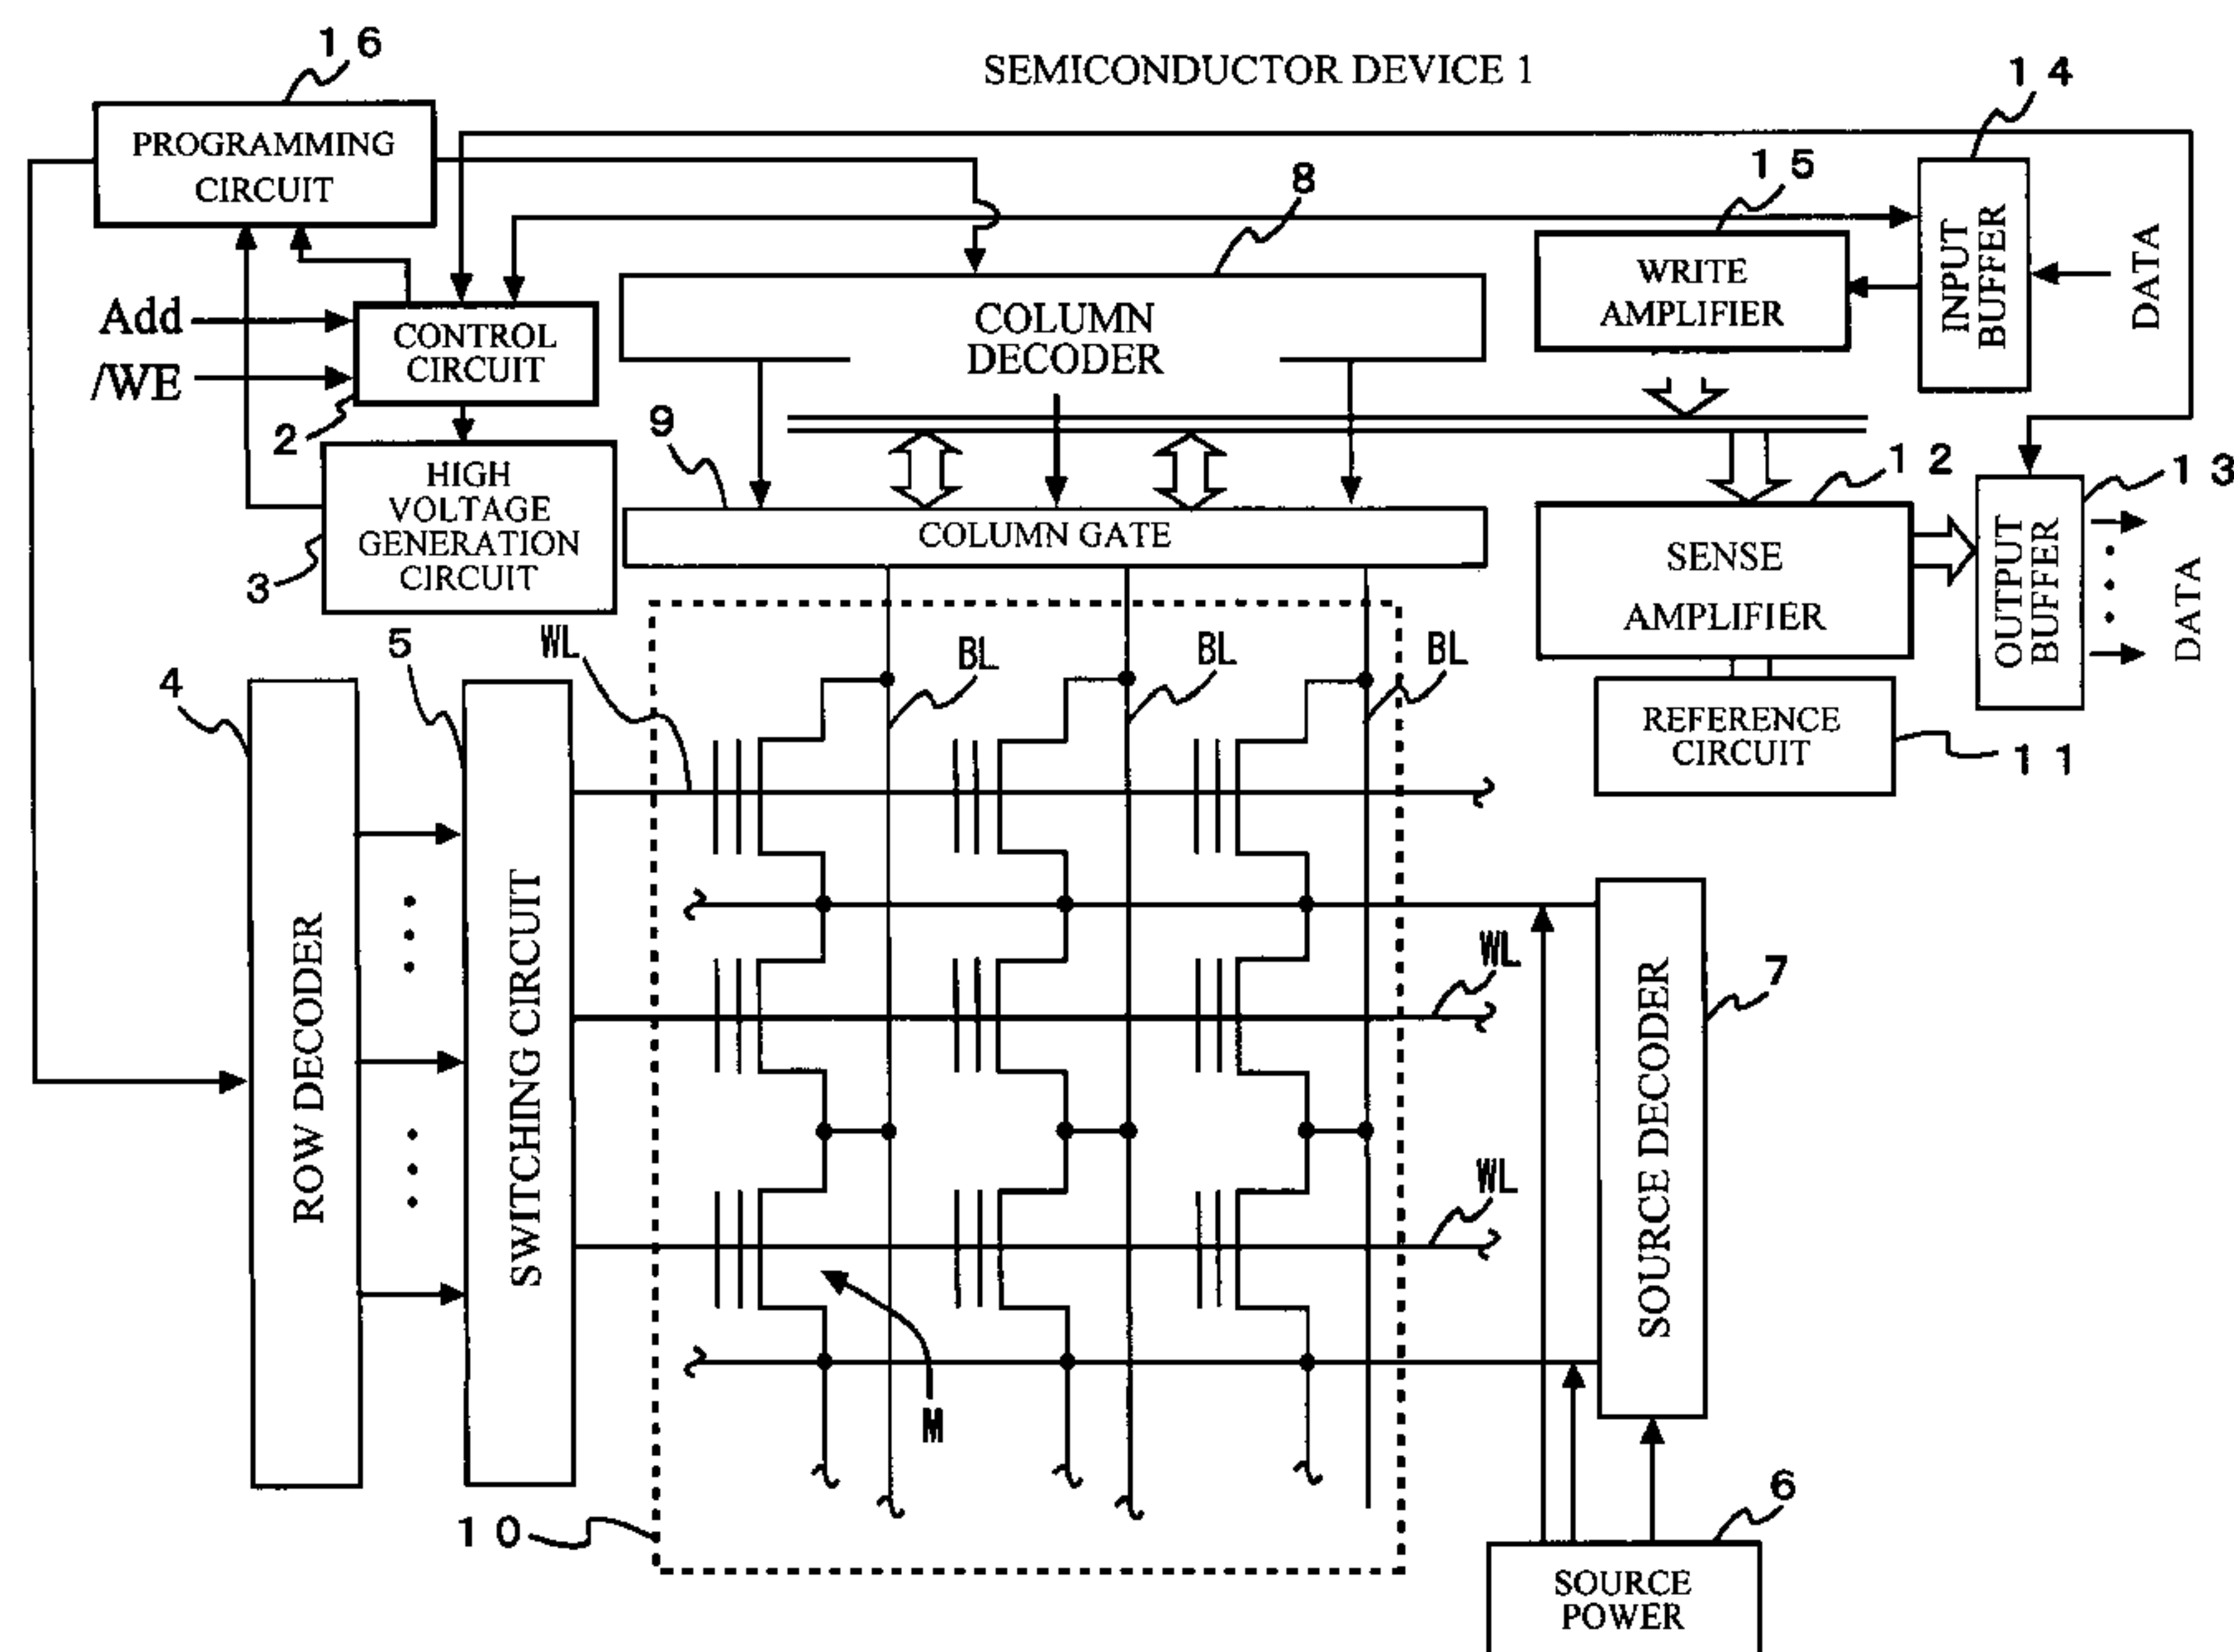 SEMICONDUCTOR DEVICE 1
16
PROGRAMMING
CIRCUIT
14
15
8
INPUT
BUFFER
DATA
WRITE
AMPLIFIER
Add
/WE
CONTROL
CIRCUIT
2
COLUMN
DECODER
9
HIGH
VOLTAGE
GENERATION
CIRCUIT
3
COLUMN GATE
12
13
SENSE
AMPLIFIER
OUTPUT
BUFFER
DATA
REFERENCE
CIRCUIT
11
4
5
WL
BL
BL
BL
ROW DECODER
SWITCHING CIRCUIT
WL
WL
SOURCE DECODER
7
M
10
6
SOURCE
POWER